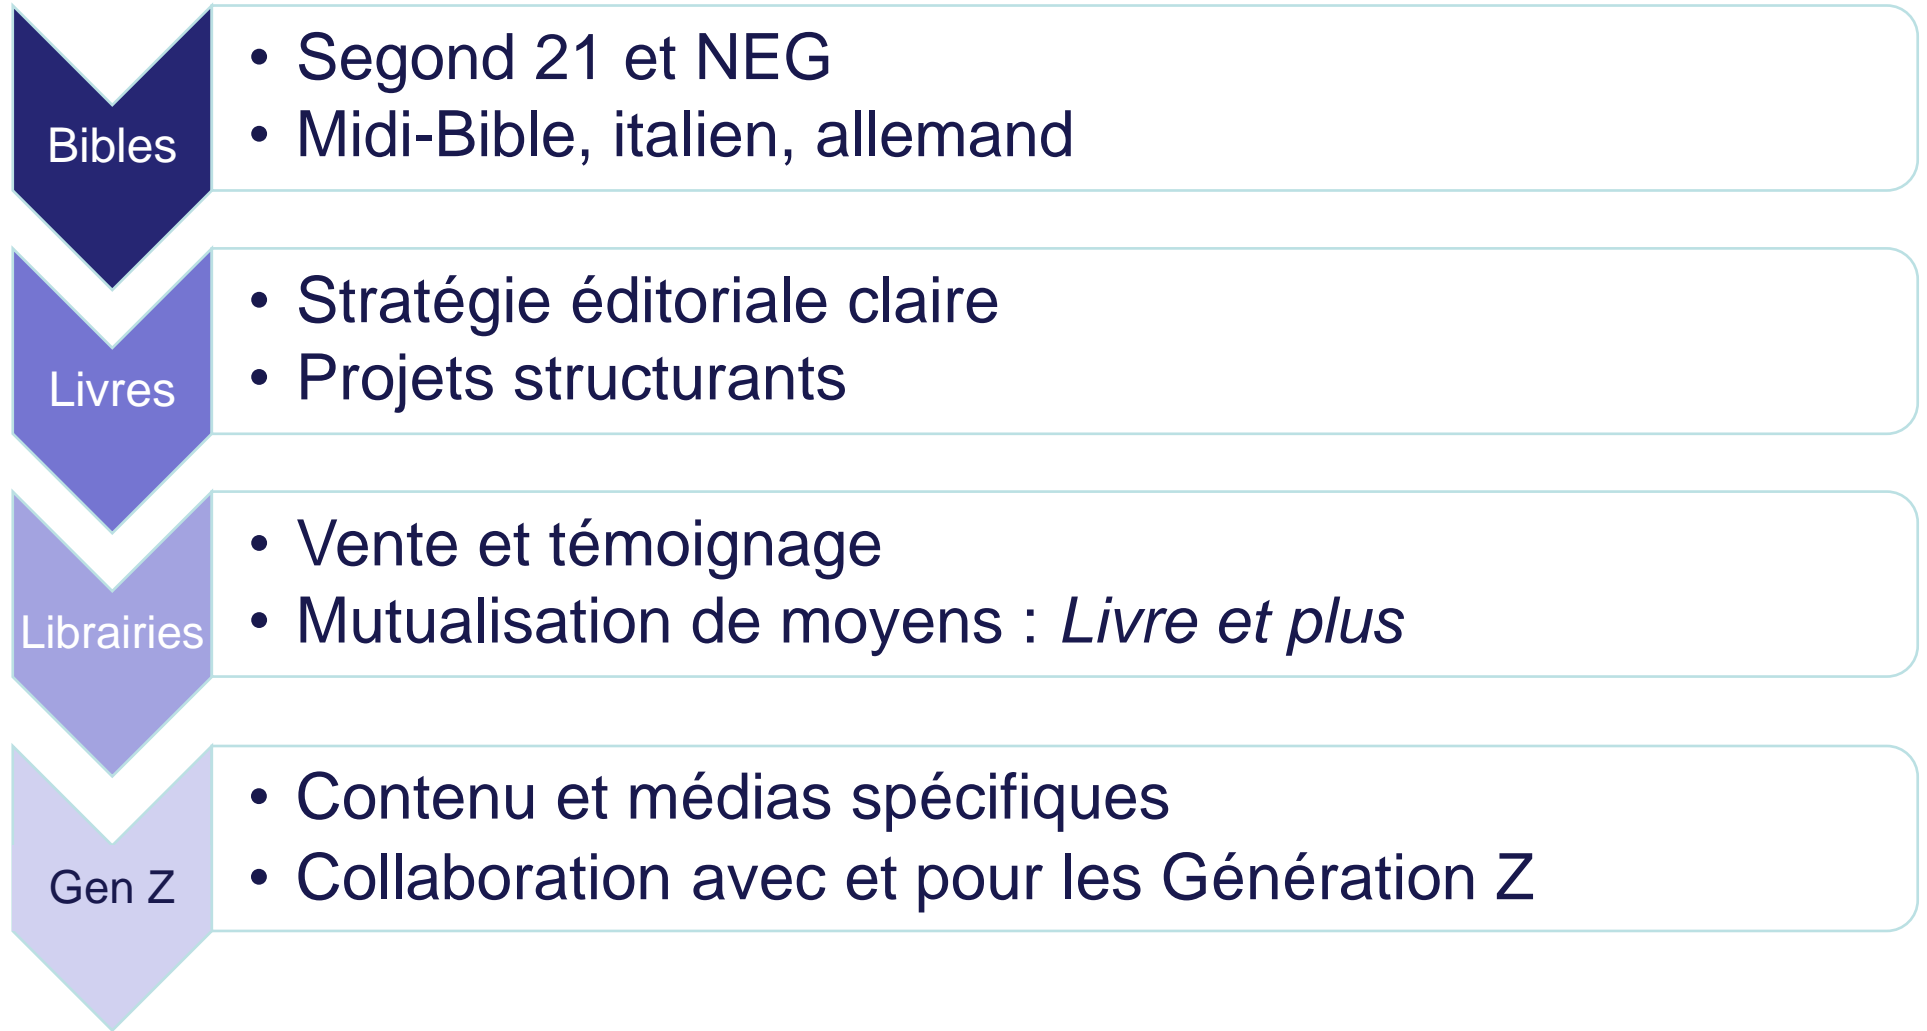 Bibles
• Segond 21 et NEG
• Midi-Bible, italien, allemand
Livres
• Stratégie éditoriale claire
• Projets structurants
Librairies
• Vente et témoignage
• Mutualisation de moyens : Livre et plus
Gen Z
• Contenu et médias spécifiques
• Collaboration avec et pour les Génération Z